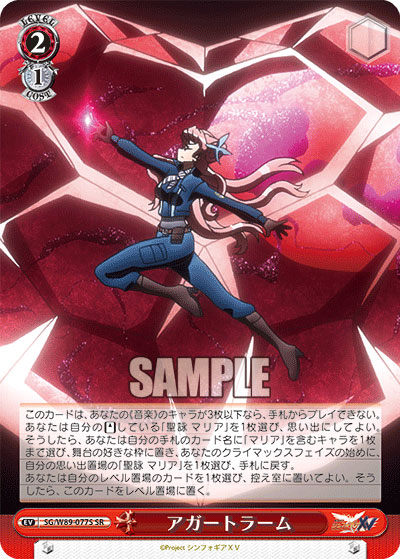 LEVEL
2
1
COST
SAMPLE
このカードは、あなたの《音楽》のキャラが3枚以下なら、手札からプレイできない。
あなたは自分の【▲】している「聖詠 マリア」を1枚選び、思い出にしてよい。
そうしたら、あなたは自分の手札のカード名に「マリア」を含むキャラを1枚
まで選び、舞台の好きな枠に置き、あなたのクライマックスフェイズの始めに、
自分の思い出置場の「聖詠 マリア」を1枚選び、手札に戻す。
あなたは自分のレベル置場のカードを1枚選び、控え室に置いてよい。そう
したら、このカードをレベル置場に置く。
EV
SG/W89-077S SR
アガートラーム
XV
©Project シンフォギアXV